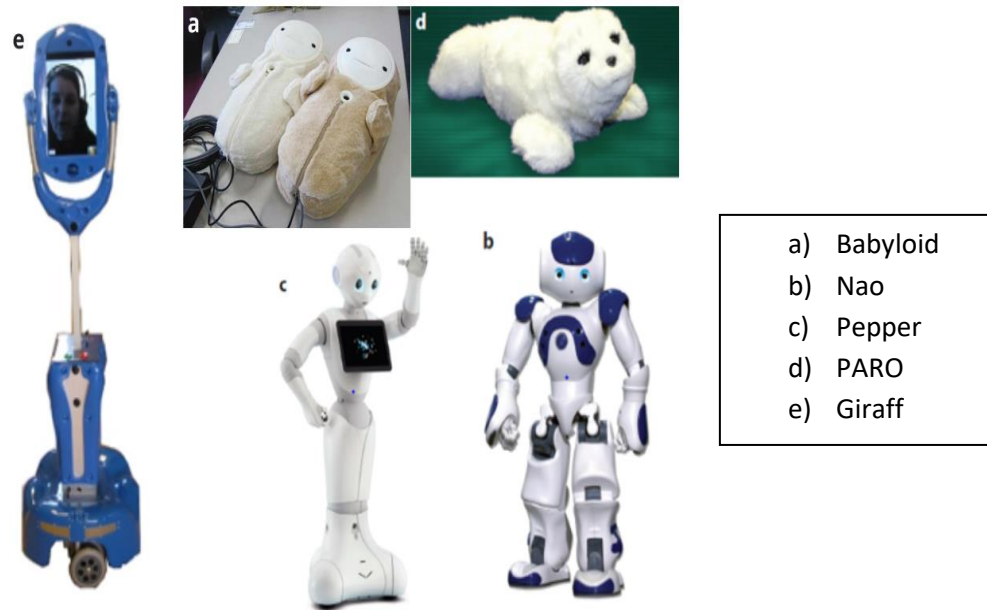 e
a
d
c
b
a) Babyloid
b) Nao
c) Pepper
d) PARO
e) Giraff